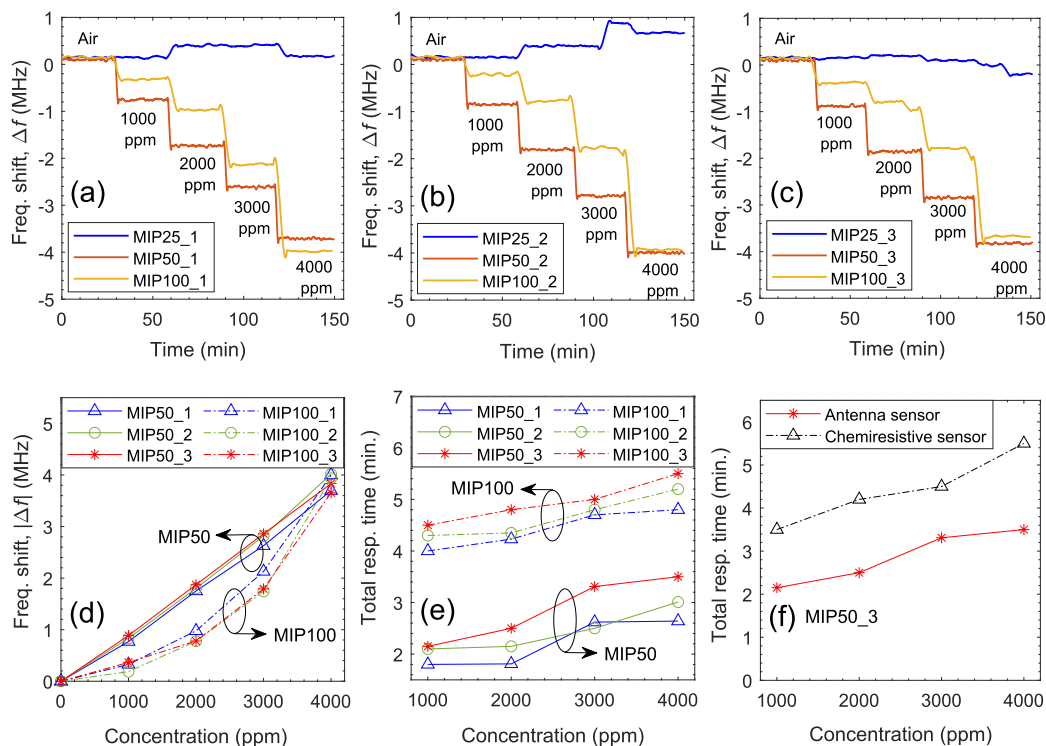 Freq. shift, Δf (MHz)
1
0
-1
-2
-3
-4
-5
Air
1000
ppm
2000
ppm
3000
ppm
4000
ppm
(a)
MIP25_1
MIP50_1
MIP100_1
0
50
100
150
Time (min)
Freq. shift, Δf (MHz)
1
0
-1
-2
-3
-4
-5
Air
1000
ppm
2000
ppm
3000
ppm
4000
ppm
(b)
MIP25_2
MIP50_2
MIP100_2
0
50
100
150
Time (min)
Freq. shift, Δf (MHz)
1
0
-1
-2
-3
-4
-5
Air
1000
ppm
2000
ppm
3000
ppm
4000
ppm
(c)
MIP25_3
MIP50_3
MIP100_3
0
50
100
150
Time (min)
Freq. shift, |Δf| (MHz)
5
4
3
2
1
0
MIP50_1
MIP100_1
MIP50_2
MIP100_2
MIP50_3
MIP100_3
MIP50
MIP100
(d)
0
1000
2000
3000
4000
Concentration (ppm)
Total resp. time (min.)
7
6
5
4
3
2
MIP50_1
MIP100_1
MIP50_2
MIP100_2
MIP50_3
MIP100_3
MIP100
MIP50
(e)
1000
2000
3000
4000
Concentration (ppm)
Total resp. time (min.)
6
5
4
3
2
1
0
Antenna sensor
Chemiresistive sensor
(f)
MIP50_3
1000
2000
3000
4000
Concentration (ppm)